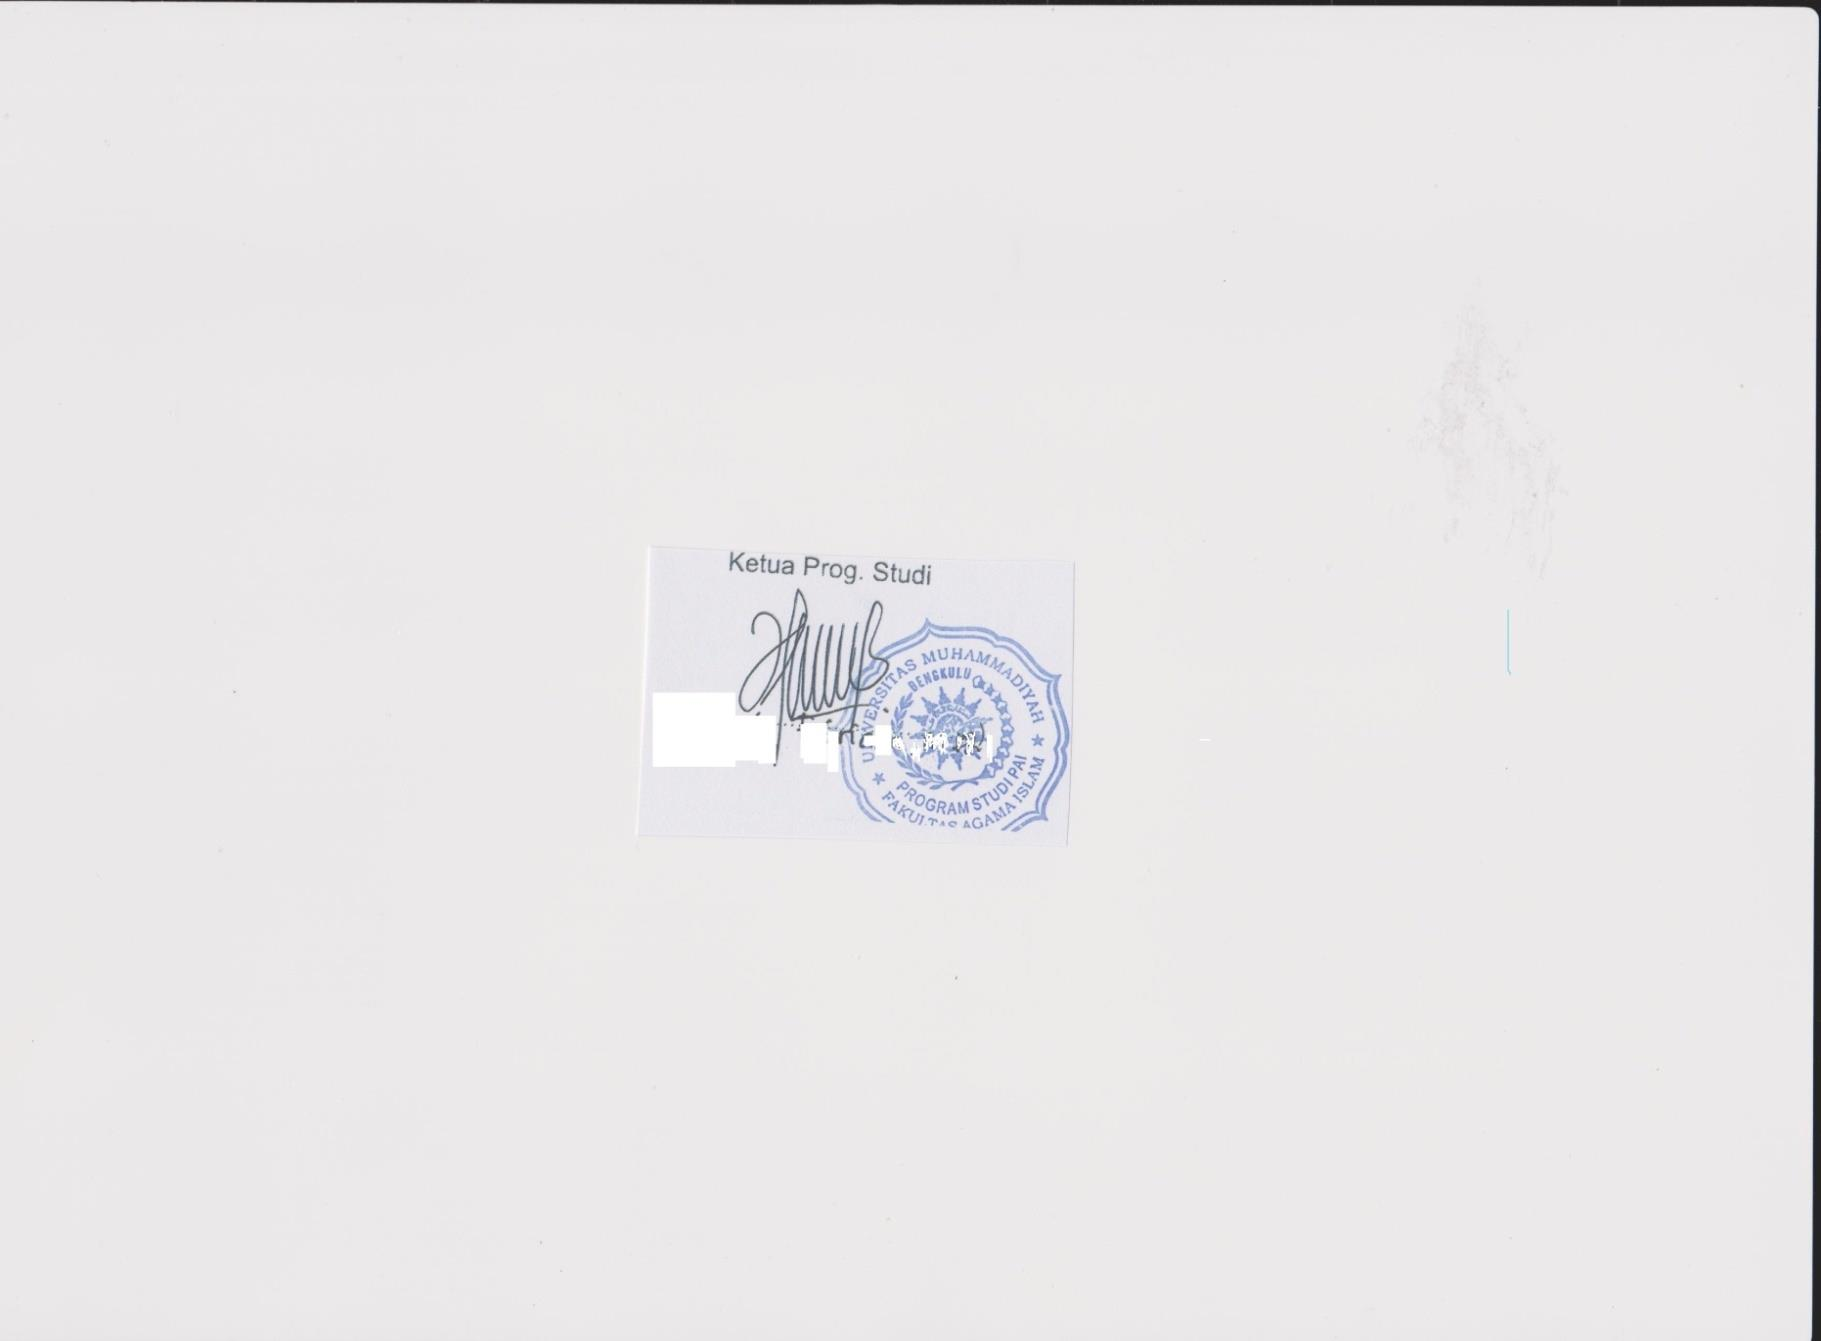 Ketua Prog. Studi
UNIVERSITAS MUHAMMADIYAH
BENGKULU
PROGRAM STUDI PAI
FAKULTAS AGAMA ISLAM